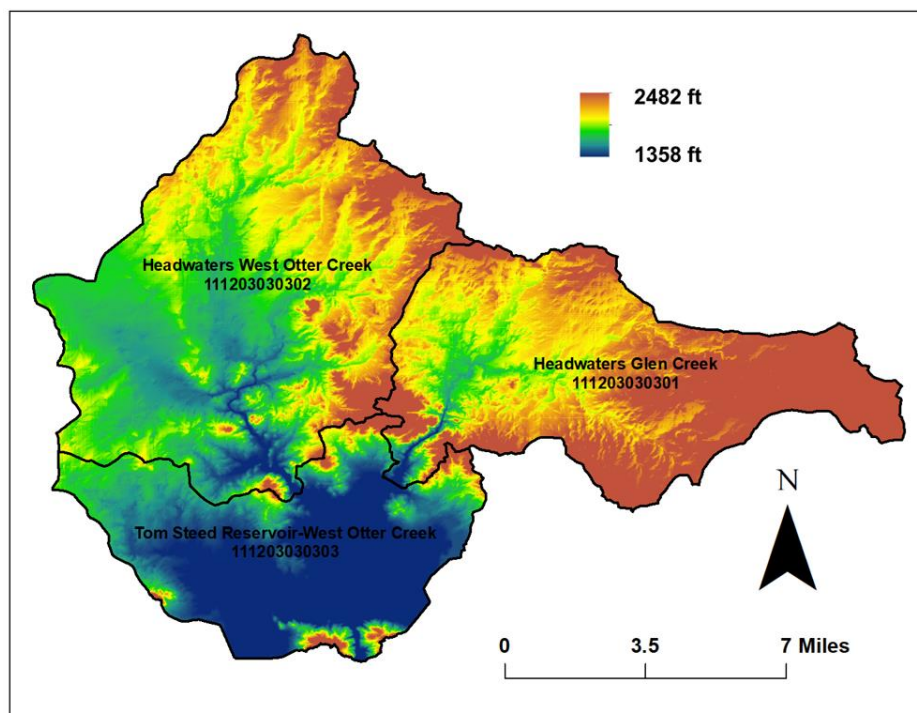 2482 ft
1358 ft
Headwaters West Otter Creek
111203030302
Headwaters Glen Creek
111203030301
Tom Steed Reservoir-West Otter Creek
111203030303
N
0 3.5 7 Miles